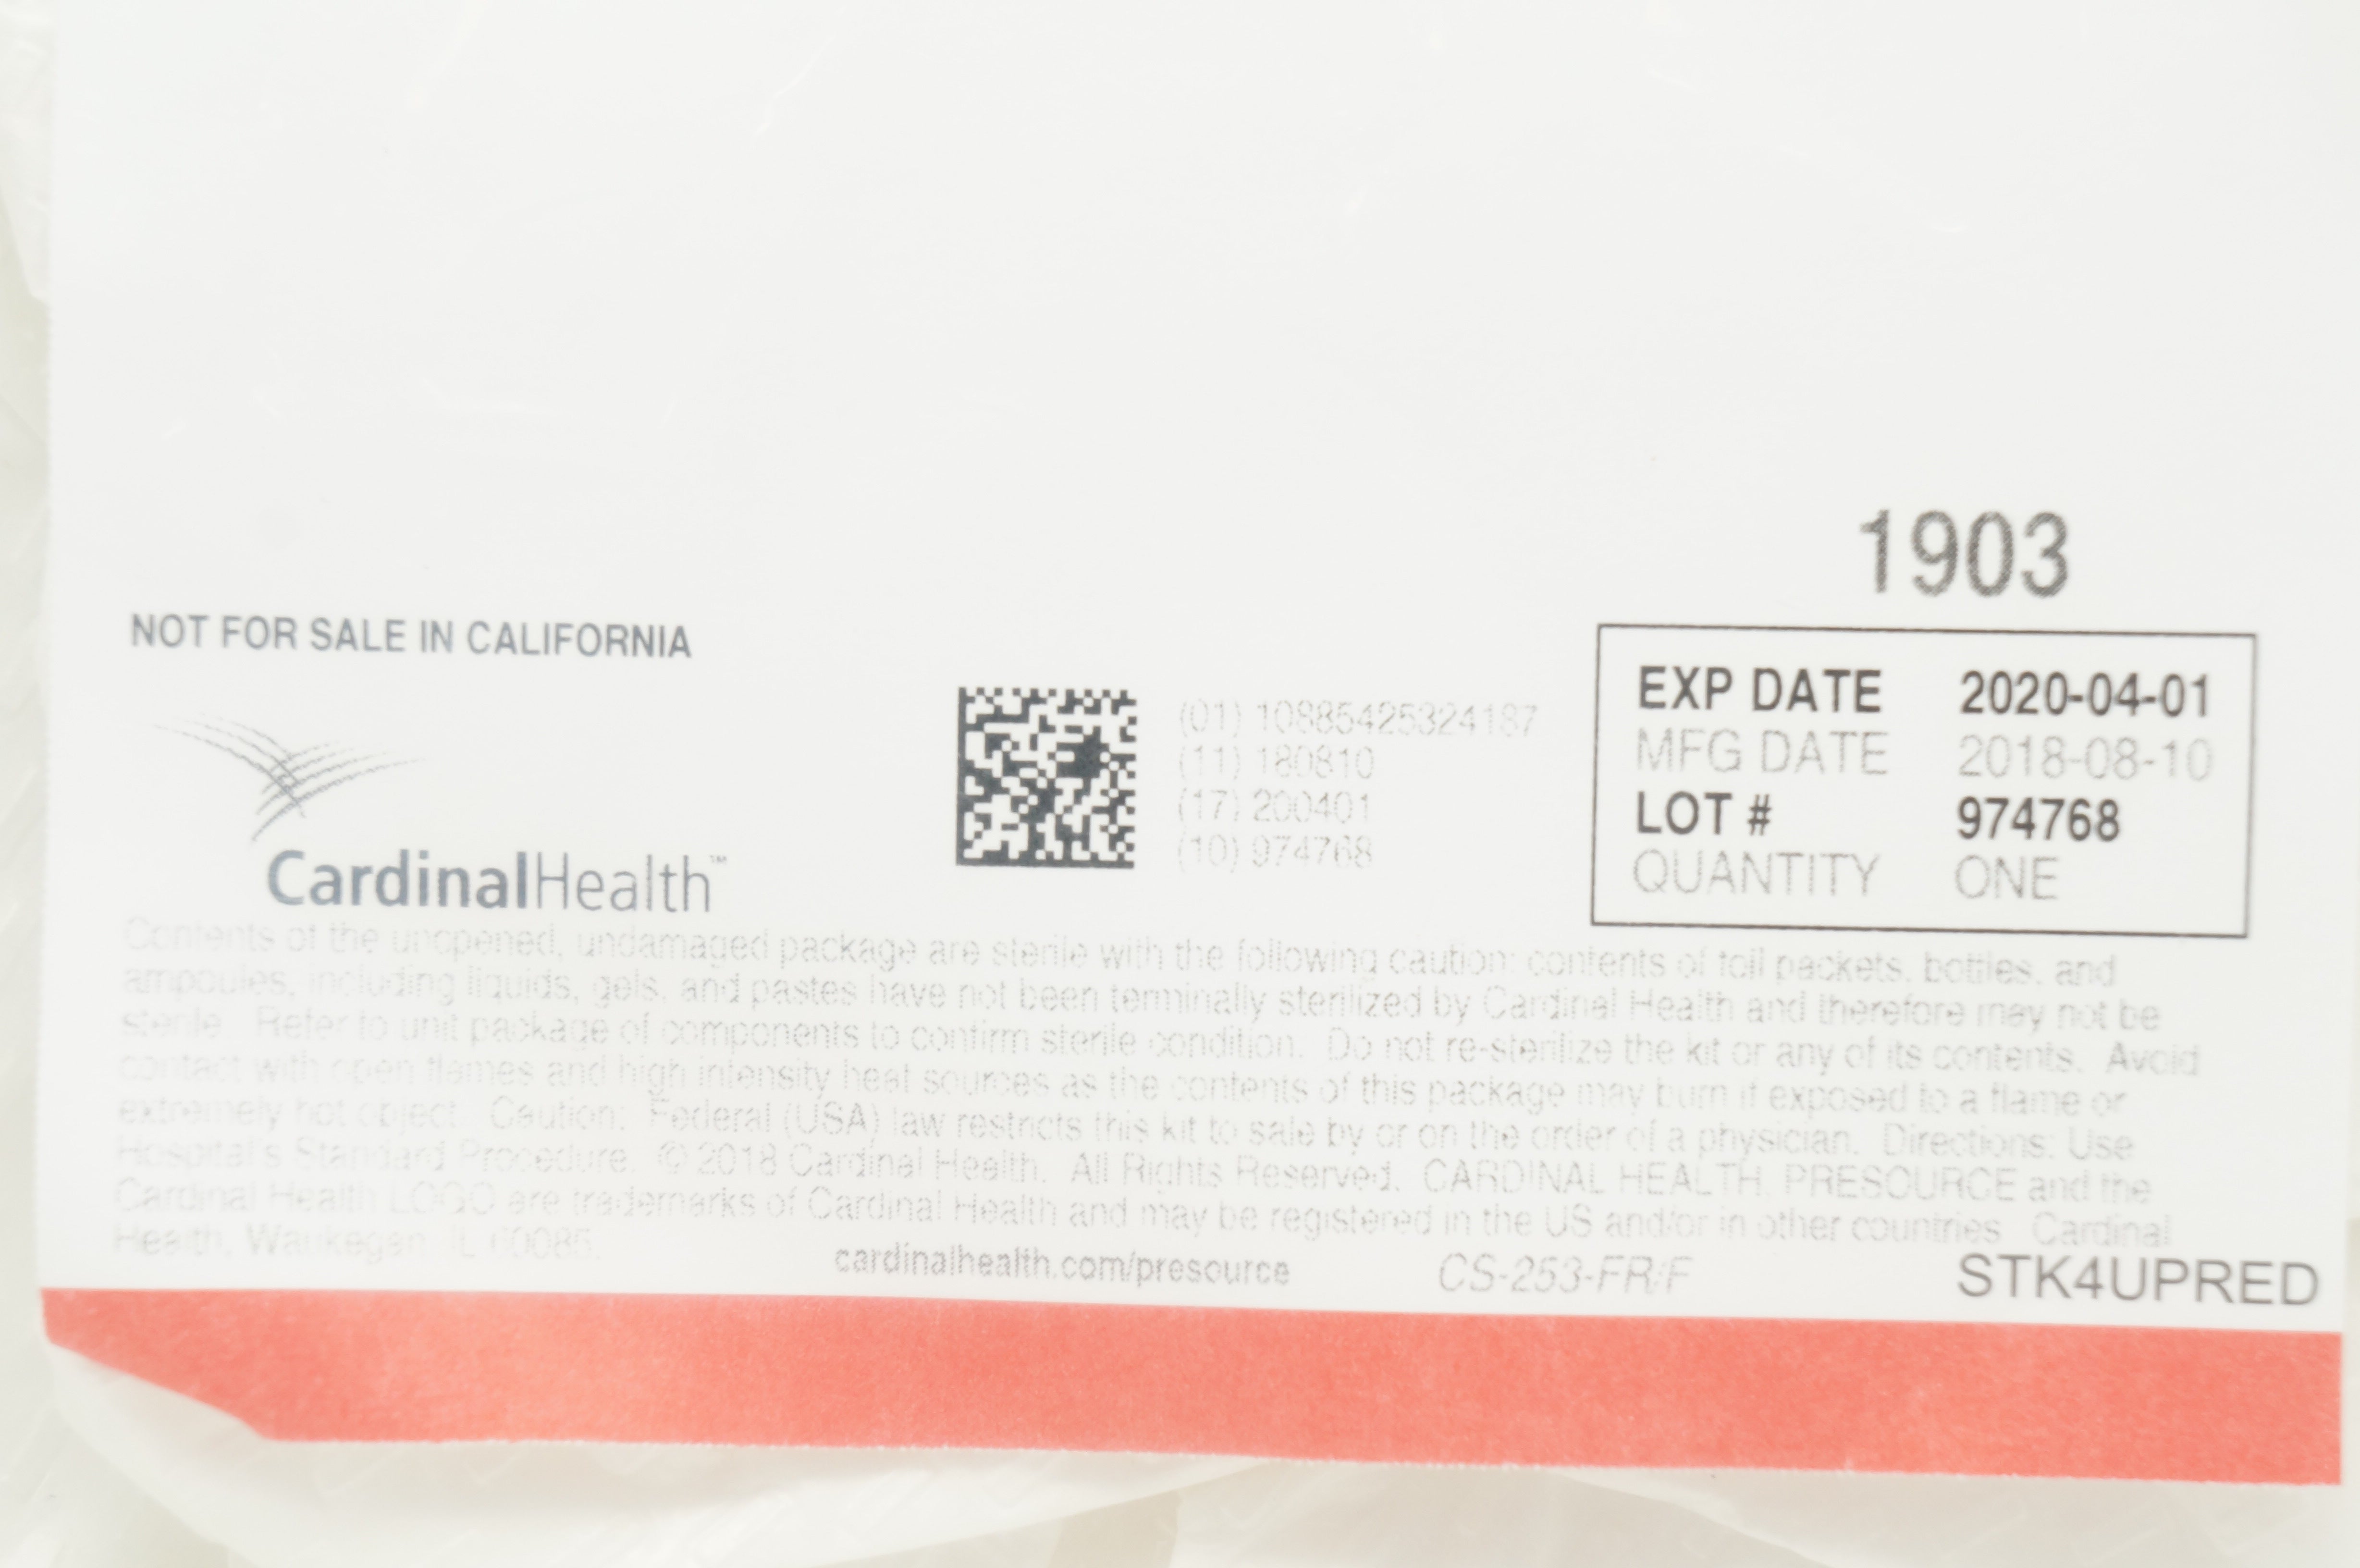 1903
NOT FOR SALE IN CALIFORNIA
EXP DATE 2020-04-01
MFG DATE 2018-08-10
LOT # 974768
QUANTITY ONE
(01) 10885425324187
(11) 180810
(17) 200401
(10) 974768
CardinalHealth™
Contents of the unopened, undamaged package are sterile with the following caution: contents of foil packets, bottles, and
ampoules, including liquids, gels, and pastes have not been terminally sterilized by Cardinal Health and therefore may not be
sterile. Refer to unit package of components to confirm sterile condition. Do not re-sterilize the kit or any of its contents. Avoid
contact with open flames and high intensity heat sources as the contents of this package may burn if exposed to a flame or
extremely hot object. Caution: Federal (USA) law restricts this kit to sale by or on the order of a physician. Directions: Use
Hospital's Standard Procedure. © 2018 Cardinal Health. All Rights Reserved. CARDINAL HEALTH, PRESOURCE and the
Cardinal Health LOGO are trademarks of Cardinal Health and may be registered in the US and/or in other countries. Cardinal
Health, Waukegan, IL 60085.
cardinalhealth.com/presource CS-253-FR/F STK4UPRED